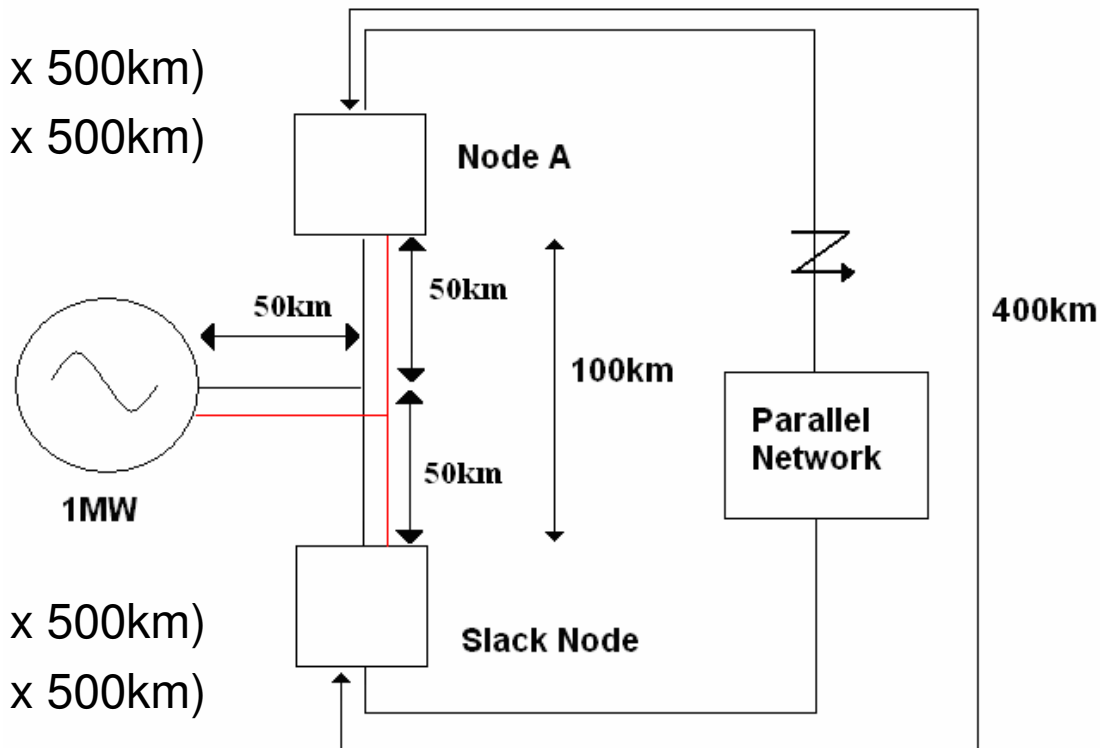 x 500km)
x 500km)
Node A
50km
50km
400km
100km
Parallel
Network
50km
1MW
x 500km)
Slack Node
x 500km)